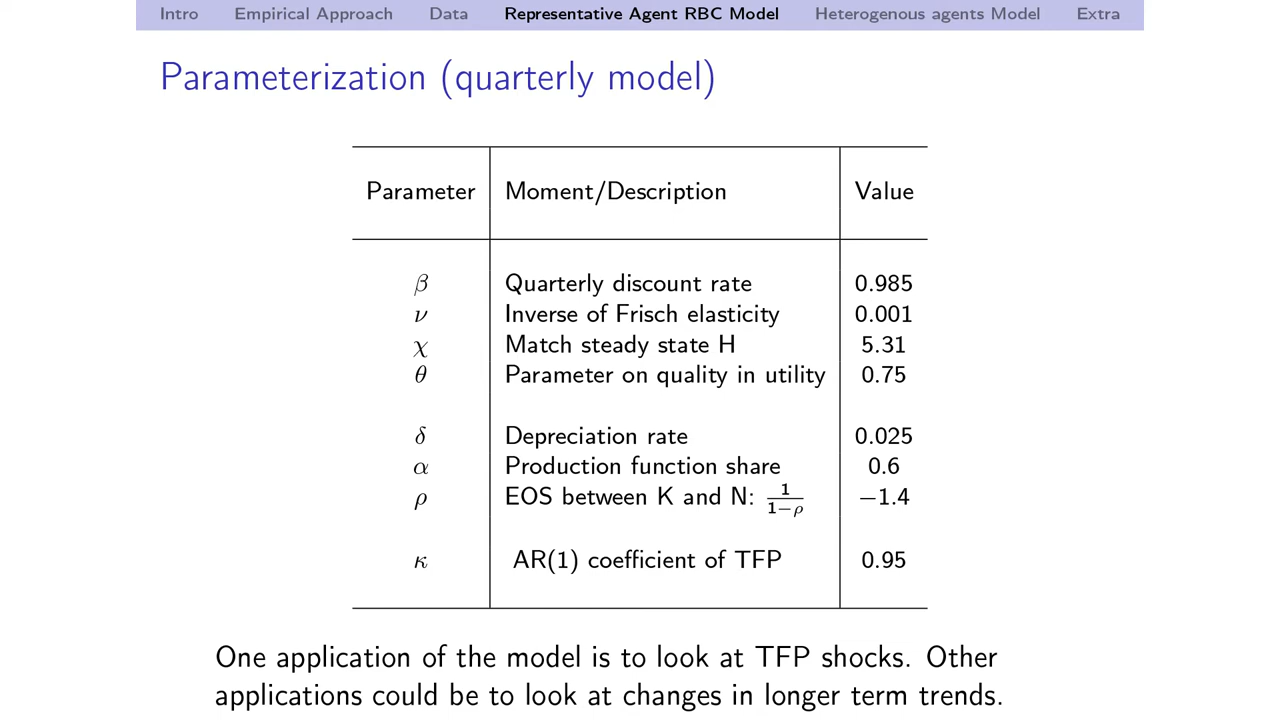 Intro Empirical Approach Data Representative Agent RBC Model Heterogenous agents Model Extra
Parameterization (quarterly model)
Parameter Moment/Description Value
β Quarterly discount rate 0.985
ν Inverse of Frisch elasticity 0.001
χ Match steady state H 5.31
θ Parameter on quality in utility 0.75
δ Depreciation rate 0.025
α Production function share 0.6
ρ EOS between K and N: 1/(1−ρ) −1.4
κ AR(1) coefficient of TFP 0.95
One application of the model is to look at TFP shocks. Other
applications could be to look at changes in longer term trends.